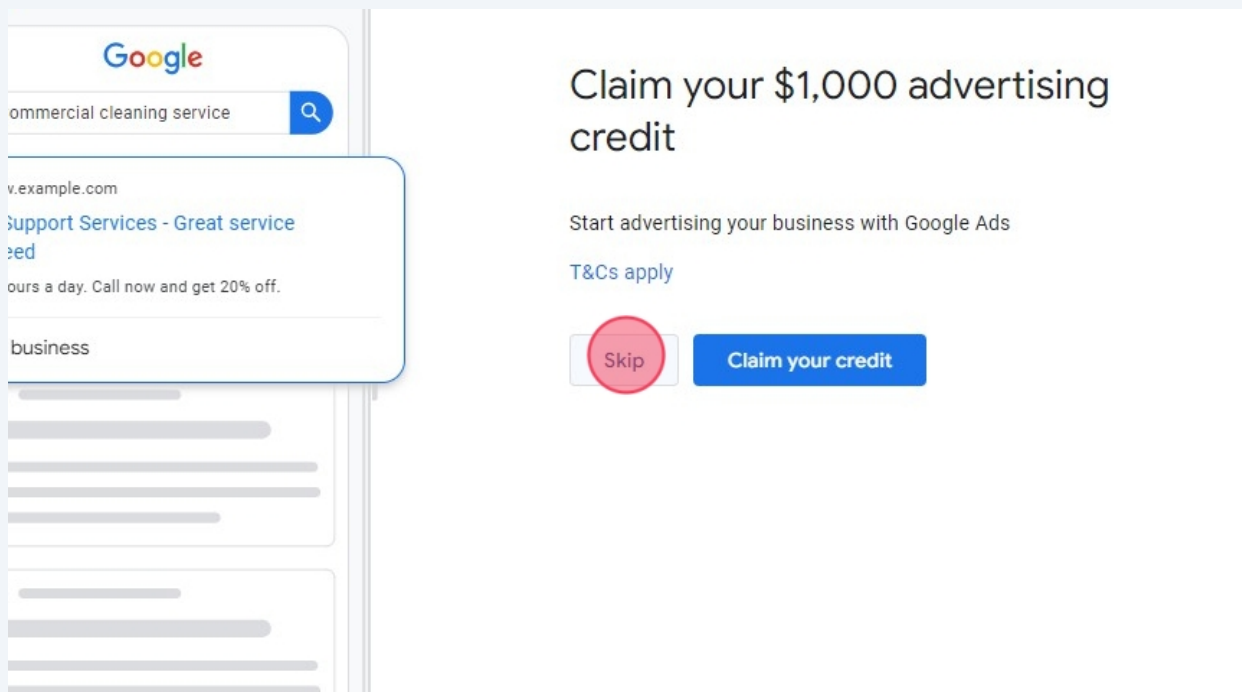 Google
ommercial cleaning service
.example.com
Support Services - Great service
eed
ours a day. Call now and get 20% off.
business
Claim your $1,000 advertising
credit
Start advertising your business with Google Ads
T&Cs apply
Skip
Claim your credit